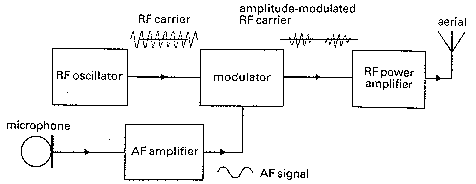 amplitude-modulated
RF carrier
RF carrier
aerial
RF oscillator
modulator
RF power
amplifier
microphone
AF amplifier
AF signal